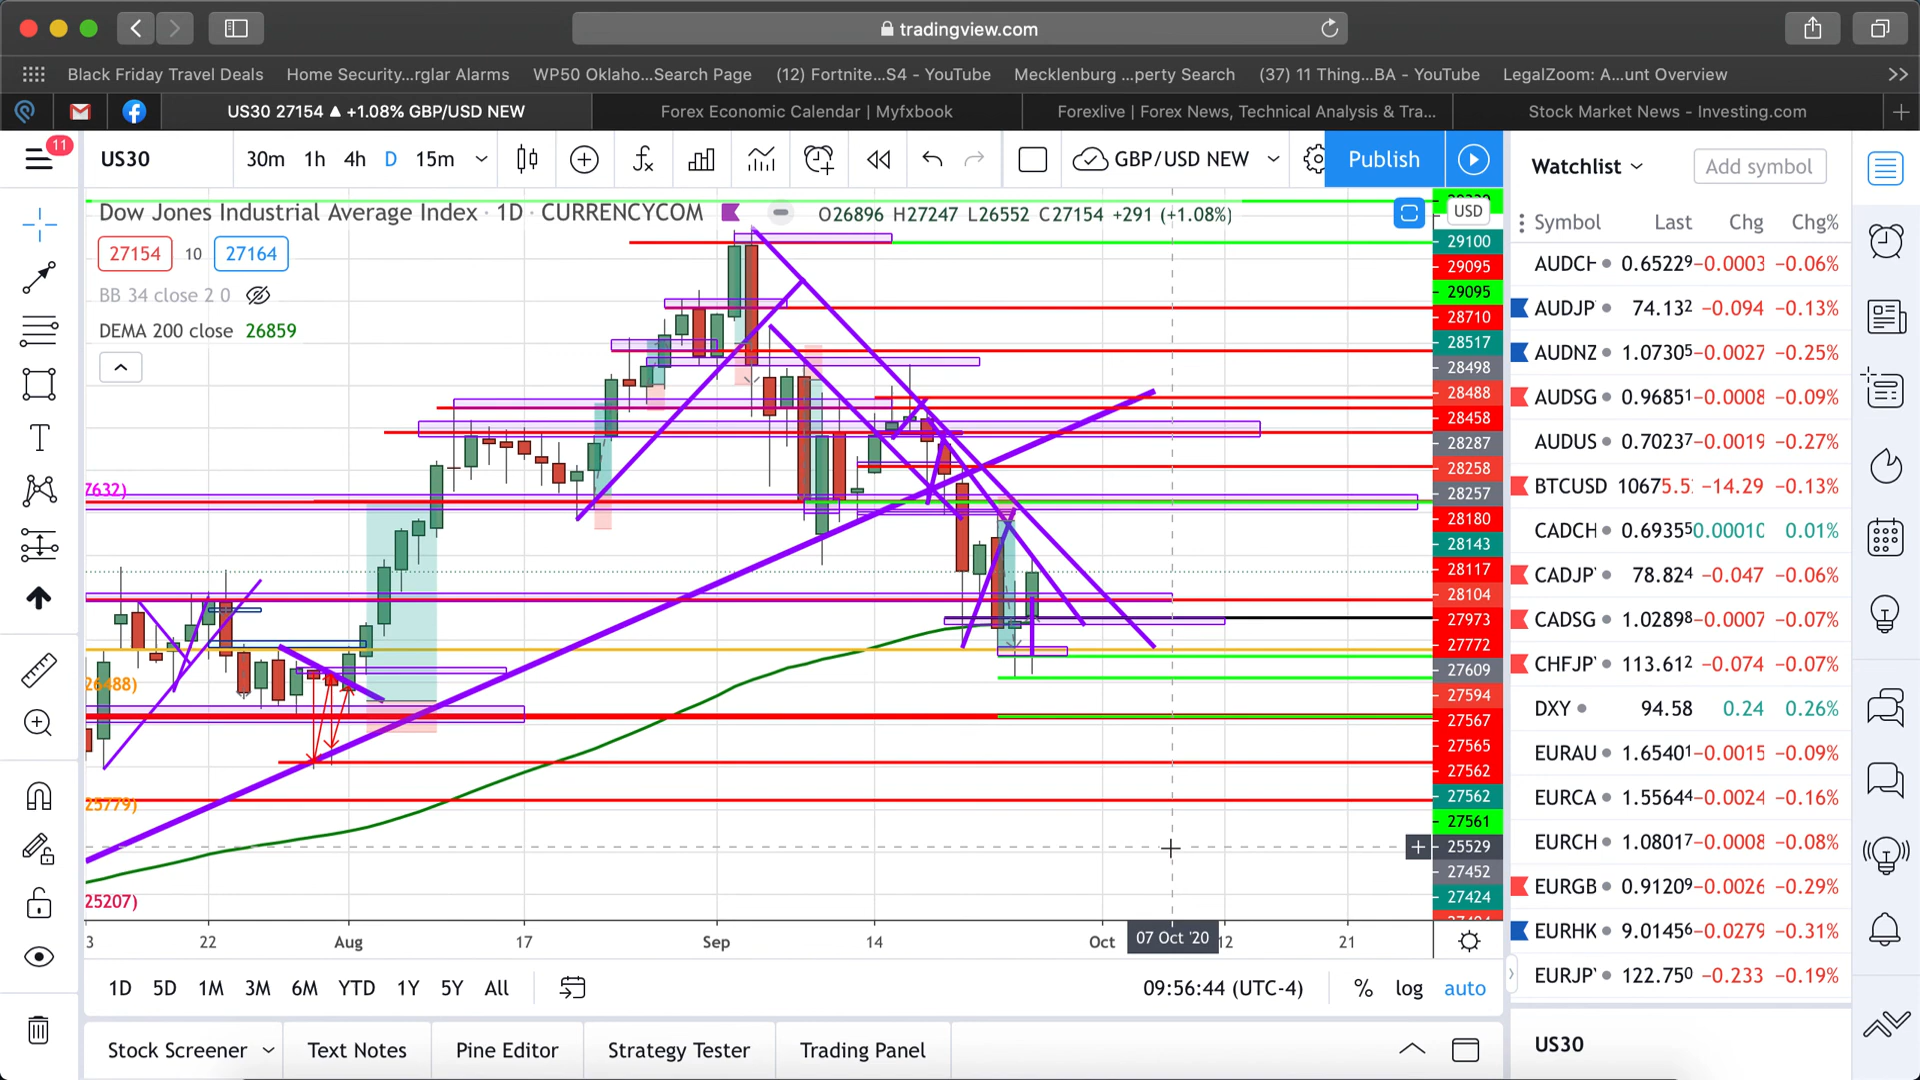 tradingview.com
Black Friday Travel Deals
Home Security...rglar Alarms
WP50 Oklaho...Search Page
(12) Fortnite...S4 - YouTube
Mecklenburg ...perty Search
(37) 11 Thing...BA - YouTube
LegalZoom: A...unt Overview
US30 27154 ▲ +1.08% GBP/USD NEW
Forex Economic Calendar | Myfxbook
Forexlive | Forex News, Technical Analysis & Tra...
Stock Market News - Investing.com
11
US30
30m 1h 4h D 15m
GBP/USD NEW
Publish
Dow Jones Industrial Average Index · 1D · CURRENCYCOM
O26896 H27247 L26552 C27154 +291 (+1.08%)
27154 10 27164
BB 34 close 2 0
DEMA 200 close 26859
7632)
26488)
25779)
25207)
USD
29100
29095
29095
28710
28517
28498
28488
28458
28287
28258
28257
28180
28143
28117
28104
27973
27772
27609
27594
27567
27565
27562
27562
27561
25529
27452
27424
3 22 Aug 17 Sep 14 Oct 07 Oct '20 12 21
1D 5D 1M 3M 6M YTD 1Y 5Y All
09:56:44 (UTC-4) % log auto
Stock Screener
Text Notes
Pine Editor
Strategy Tester
Trading Panel
Watchlist
Add symbol
Symbol Last Chg Chg%
AUDCH 0.65229 -0.0003 -0.06%
AUDJP 74.132 -0.094 -0.13%
AUDNZ 1.07305 -0.0027 -0.25%
AUDSG 0.96851 -0.0008 -0.09%
AUDUS 0.70237 -0.0019 -0.27%
BTCUSD 10675.5 -14.29 -0.13%
CADCH 0.69355 0.00010 0.01%
CADJP 78.824 -0.047 -0.06%
CADSG 1.02898 -0.0007 -0.07%
CHFJP 113.612 -0.074 -0.07%
DXY 94.58 0.24 0.26%
EURAU 1.65401 -0.0015 -0.09%
EURCA 1.55644 -0.0024 -0.16%
EURCH 1.08017 -0.0008 -0.08%
EURGB 0.91209 -0.0026 -0.29%
EURHK 9.01456 -0.0279 -0.31%
EURJP 122.750 -0.233 -0.19%
US30